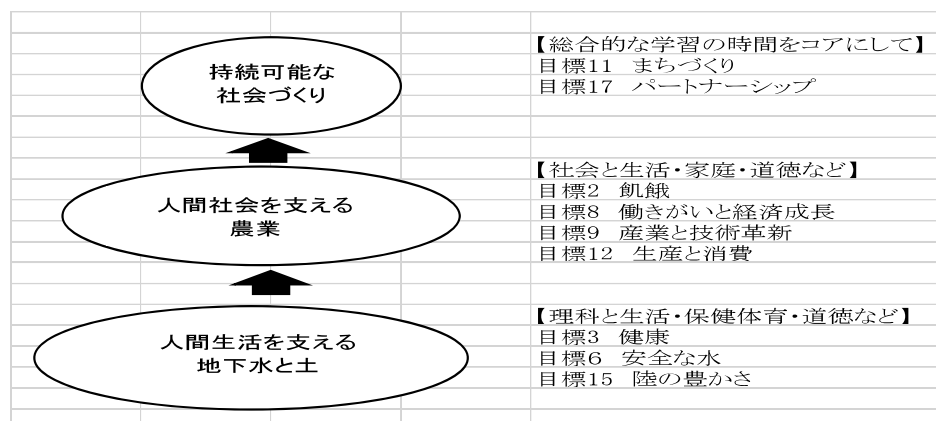 持続可能な
社会づくり
【総合的な学習の時間をコアにして】
目標11　まちづくり
目標17　パートナーシップ
人間社会を支える
農業
【社会と生活・家庭・道徳など】
目標2　飢餓
目標8　働きがいと経済成長
目標9　産業と技術革新
目標12　生産と消費
人間生活を支える
地下水と土
【理科と生活・保健体育・道徳など】
目標3　健康
目標6　安全な水
目標15　陸の豊かさ